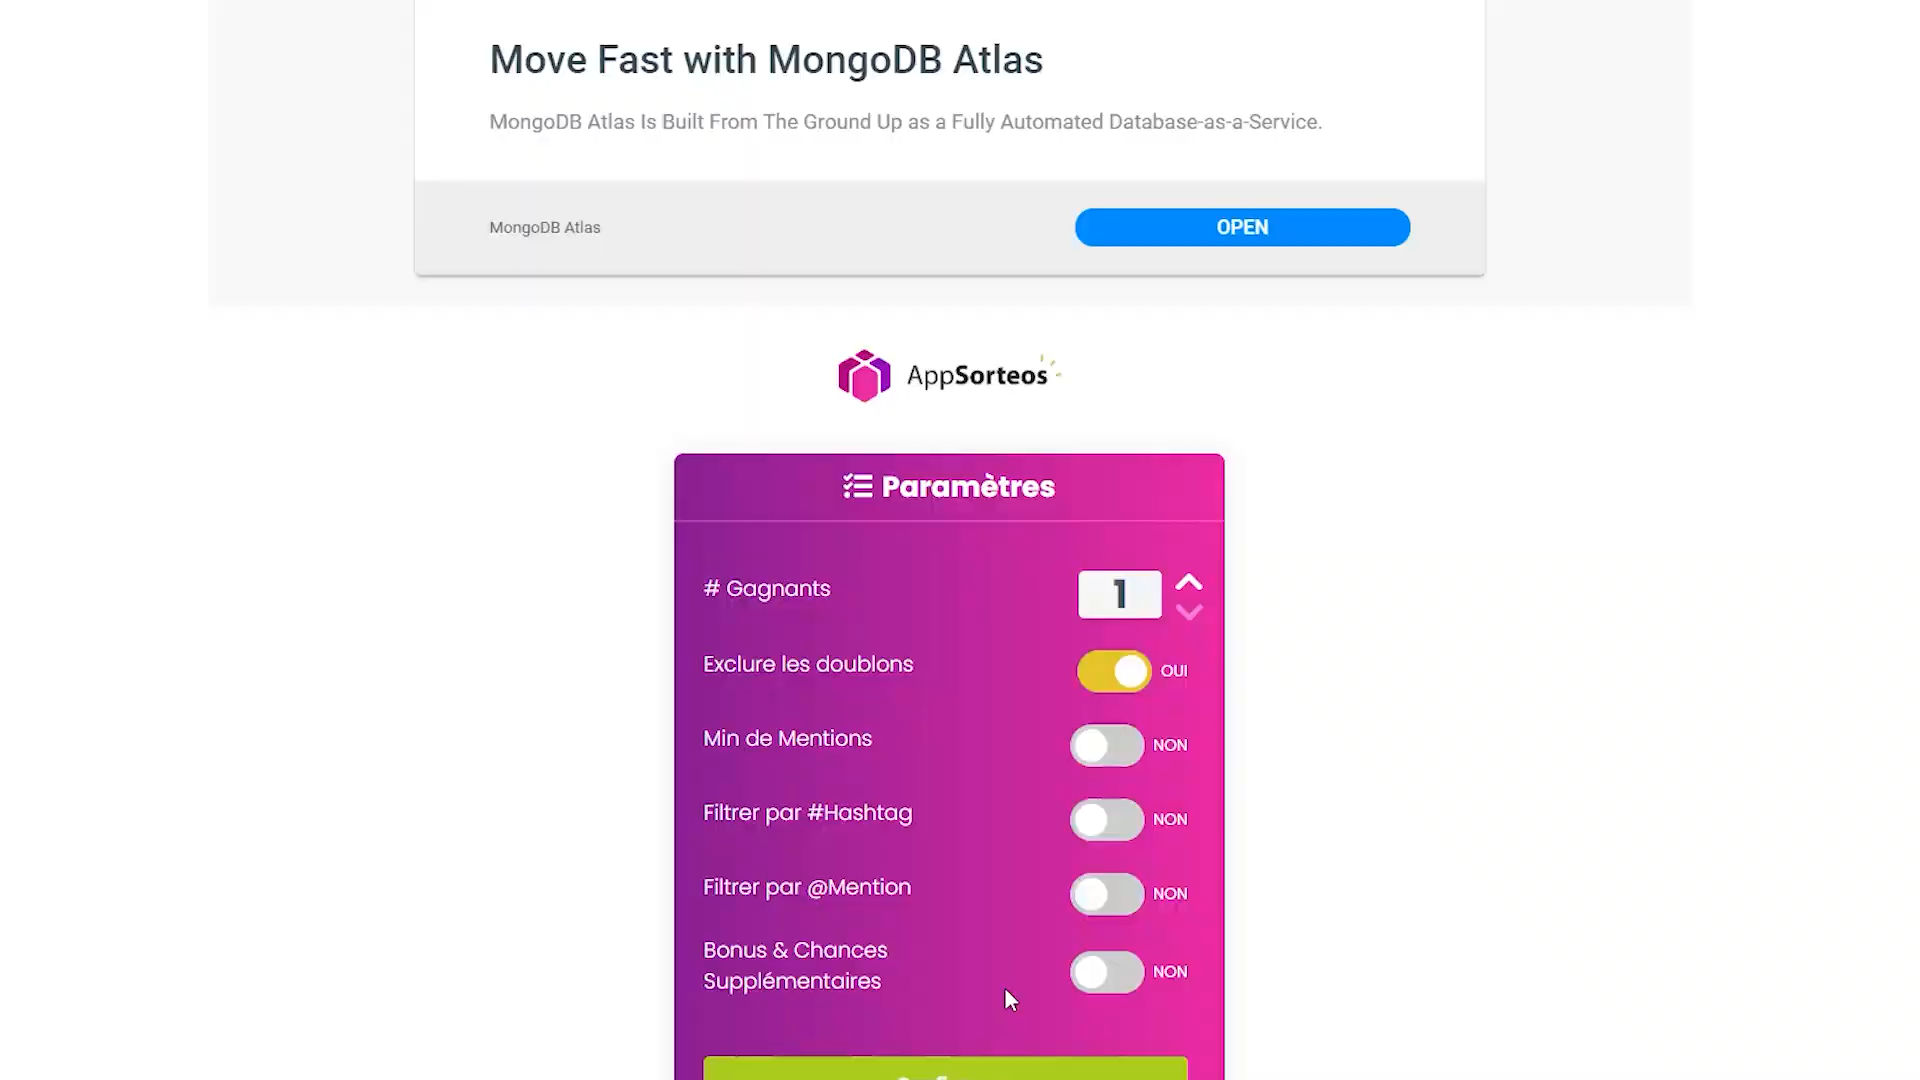 Move Fast with MongoDB Atlas
MongoDB Atlas Is Built From The Ground Up as a Fully Automated Database-as-a-Service.
MongoDB Atlas
OPEN
AppSorteos
Paramètres
# Gagnants
1
Exclure les doublons
OUI
Min de Mentions
NON
Filtrer par #Hashtag
NON
Filtrer par @Mention
NON
Bonus & Chances
Supplémentaires
NON